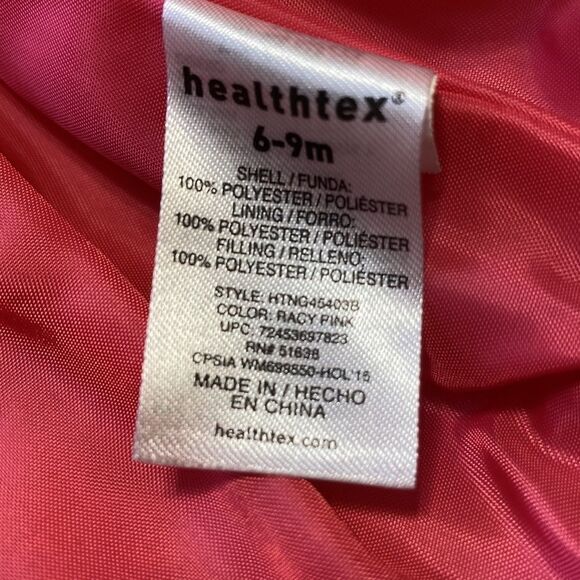 healthtex®
6-9m
SHELL / FUNDA:
100% POLYESTER / POLIÉSTER
LINING / FORRO:
100% POLYESTER / POLIÉSTER
FILLING / RELLENO:
100% POLYESTER / POLIÉSTER
STYLE: HTNG45403B
COLOR: RACY PINK
UPC: 72453697823
RN# 51638
CPSIA WM699550-HOL'15
MADE IN / HECHO
EN CHINA
healthtex.com